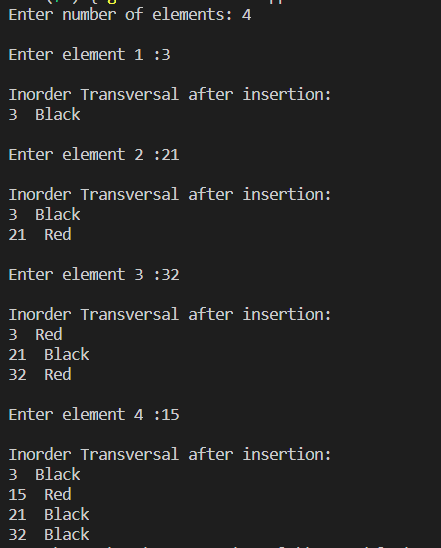 Enter number of elements: 4
Enter element 1 :3
Inorder Transversal after insertion:
3  Black
Enter element 2 :21
Inorder Transversal after insertion:
3  Black
21  Red
Enter element 3 :32
Inorder Transversal after insertion:
3  Red
21  Black
32  Red
Enter element 4 :15
Inorder Transversal after insertion:
3  Black
15  Red
21  Black
32  Black